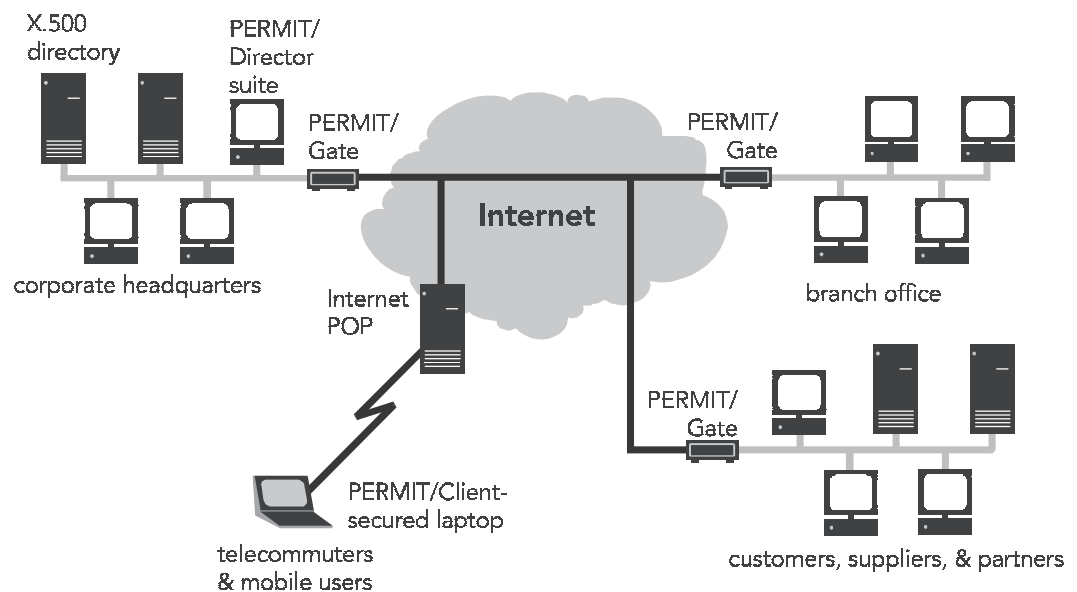 X.500
directory
PERMIT/
Director
suite
PERMIT/
Gate
PERMIT/
Gate
Internet
corporate headquarters
branch office
Internet
POP
PERMIT/
Gate
PERMIT/Client-
secured laptop
telecommuters
& mobile users
customers, suppliers, & partners